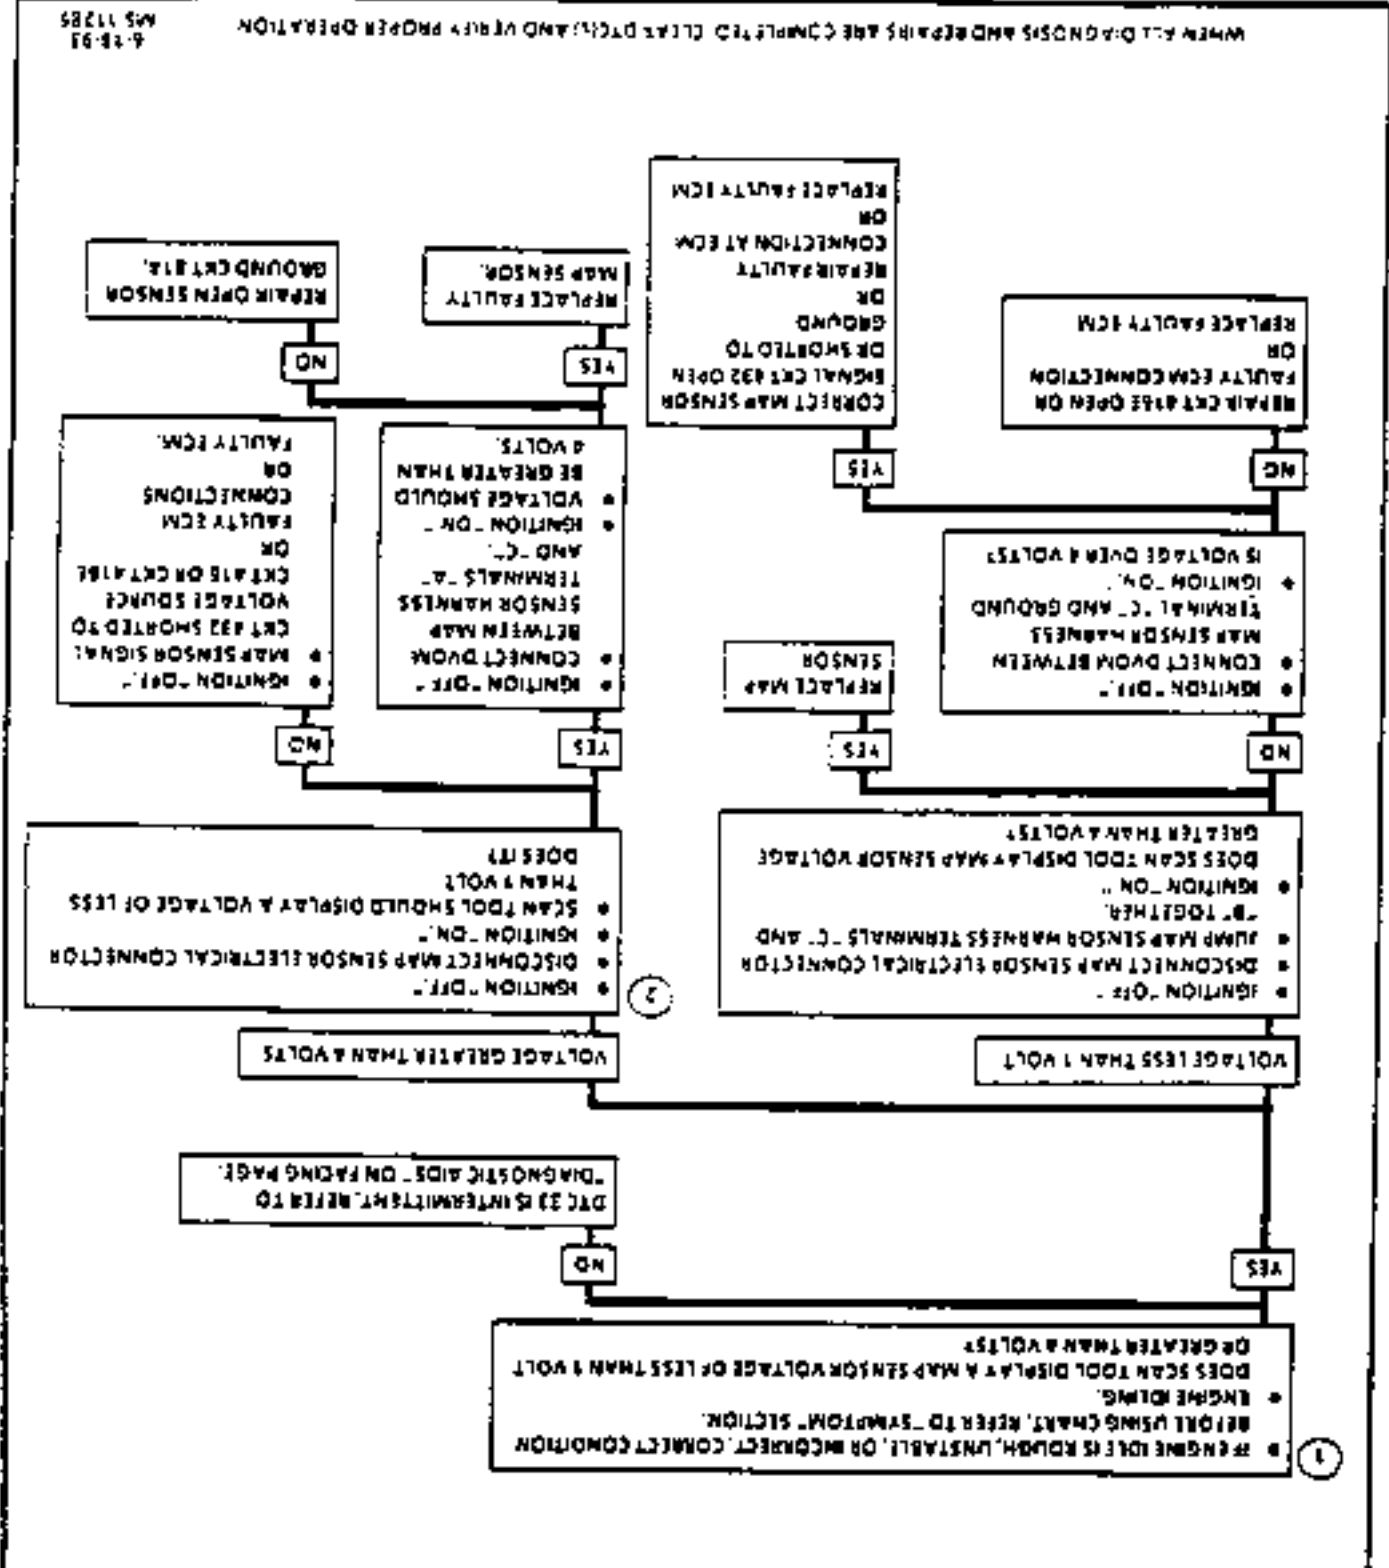 1
• IF ENGINE IDLE IS ROUGH, UNSTABLE, OR INCORRECT, CORRECT CONDITION
BEFORE USING CHART. REFER TO "SYMPTOM" SECTION.
• ENGINE IDLING.
DOES SCAN TOOL DISPLAY A MAP SENSOR VOLTAGE OF LESS THAN 1 VOLT
OR GREATER THAN 4 VOLTS?
YES
NO
DTC 33 IS INTERMITTENT. REFER TO
"DIAGNOSTIC AIDS" ON FACING PAGE.
VOLTAGE LESS THAN 1 VOLT
• IGNITION "OFF."
• DISCONNECT MAP SENSOR ELECTRICAL CONNECTOR
• JUMP MAP SENSOR HARNESS TERMINALS "C" AND
"B" TOGETHER.
• IGNITION "ON."
DOES SCAN TOOL DISPLAY MAP SENSOR VOLTAGE
GREATER THAN 4 VOLTS?
NO
YES
• IGNITION "OFF."
• CONNECT DVOM BETWEEN
MAP SENSOR HARNESS
TERMINAL "C" AND GROUND
• IGNITION "ON."
IS VOLTAGE OVER 4 VOLTS?
REPLACE MAP
SENSOR
NO
YES
REPAIR CKT 416E OPEN OR
FAULTY ECM CONNECTION
OR
REPLACE FAULTY ECM
CORRECT MAP SENSOR
SIGNAL CKT 432 OPEN
OR SHORTED TO
GROUND
OR
REPAIR FAULTY
CONNECTION AT ECM
OR
REPLACE FAULTY ECM
VOLTAGE GREATER THAN 4 VOLTS
2
• IGNITION "OFF."
• DISCONNECT MAP SENSOR ELECTRICAL CONNECTOR
• IGNITION "ON."
• SCAN TOOL SHOULD DISPLAY A VOLTAGE OF LESS
THAN 1 VOLT
DOES IT?
YES
NO
• IGNITION "OFF."
• CONNECT DVOM
BETWEEN MAP
SENSOR HARNESS
TERMINALS "A"
AND "C".
• IGNITION "ON."
• VOLTAGE SHOULD
BE GREATER THAN
4 VOLTS.
• IGNITION "OFF."
• MAP SENSOR SIGNAL
CKT 432 SHORTED TO
VOLTAGE SOURCE
CKT 416 OR CKT 416E
OR
FAULTY ECM
CONNECTIONS
OR
FAULTY ECM.
YES
NO
REPLACE FAULTY
MAP SENSOR.
REPAIR OPEN SENSOR
GROUND CKT
WHEN ALL DIAGNOSIS AND REPAIRS ARE COMPLETED, CLEAR DTC(S) AND VERIFY PROPER OPERATION
MS 11285